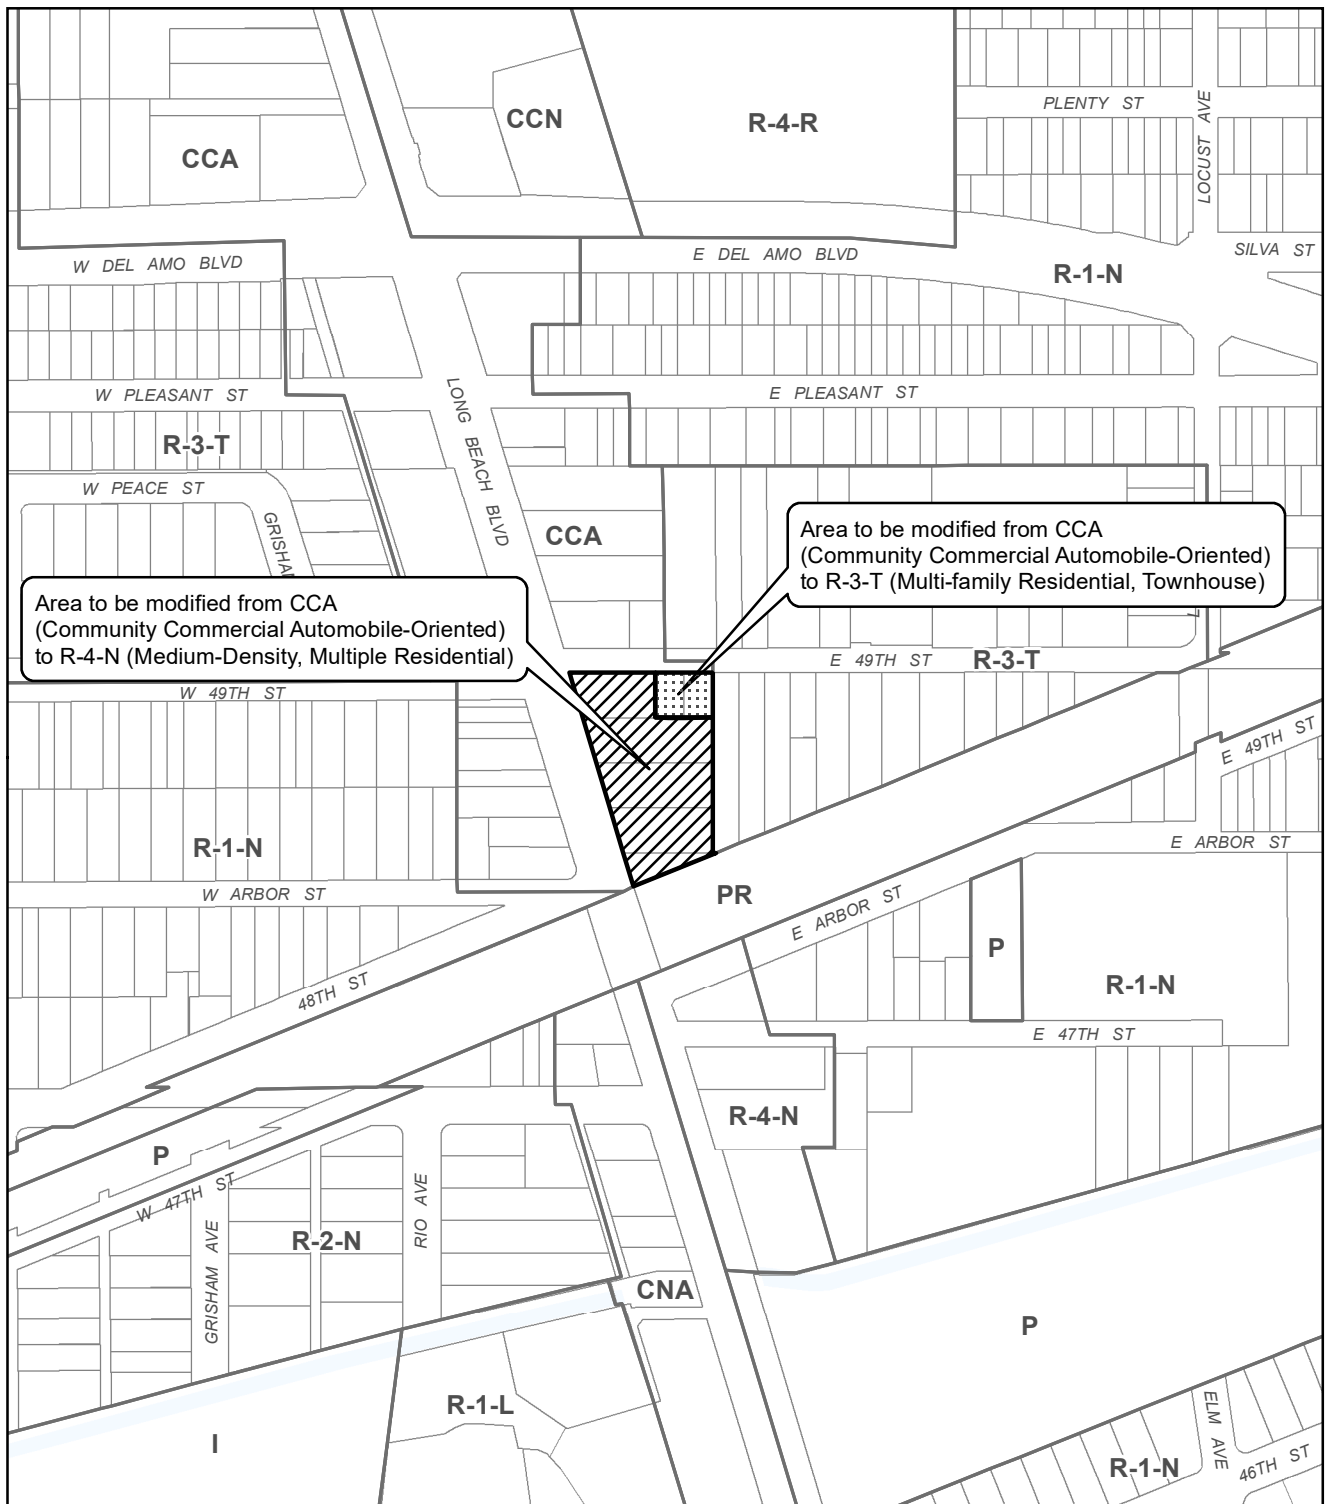 PLENTY ST
LOCUST AVE
CCN
R-4-R
CCA
W DEL AMO BLVD
E DEL AMO BLVD
SILVA ST
R-1-N
W PLEASANT ST
E PLEASANT ST
LONG BEACH BLVD
R-3-T
W PEACE ST
GRISHAM
CCA
Area to be modified from CCA
(Community Commercial Automobile-Oriented)
to R-3-T (Multi-family Residential, Townhouse)
Area to be modified from CCA
(Community Commercial Automobile-Oriented)
to R-4-N (Medium-Density, Multiple Residential)
E 49TH ST
R-3-T
W 49TH ST
E 49TH ST
R-1-N
E ARBOR ST
W ARBOR ST
PR
E ARBOR ST
P
48TH ST
R-1-N
E 47TH ST
R-4-N
P
W 47TH ST
GRISHAM AVE
RIO AVE
R-2-N
CNA
P
R-1-L
I
ELM AVE
R-1-N
46TH ST